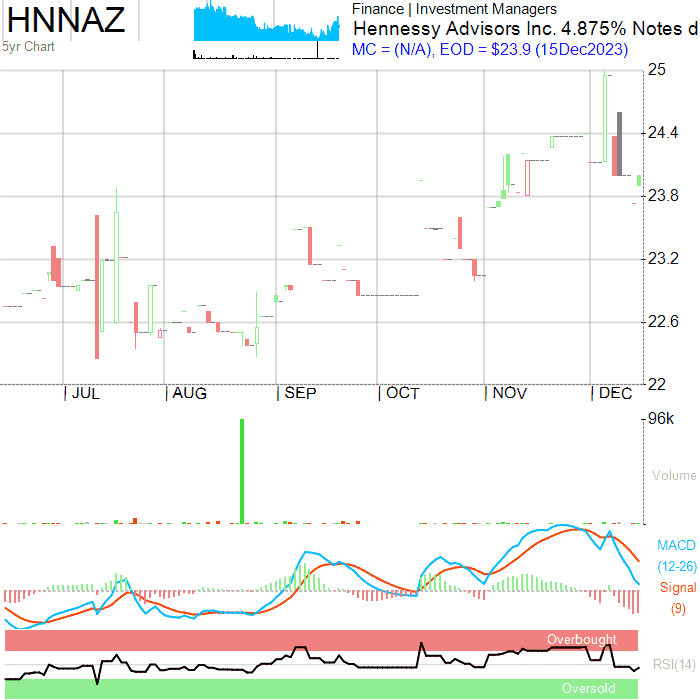 HNNAZ
5yr Chart
Finance | Investment Managers
Hennessy Advisors Inc. 4.875% Notes d
MC = (N/A), EOD = $23.9 (15Dec2023)
25
24.4
23.8
23.2
22.6
22
JUL AUG SEP OCT NOV DEC
96k
Volume
MACD
(12-26)
Signal
(9)
Overbought
RSI(14)
Oversold